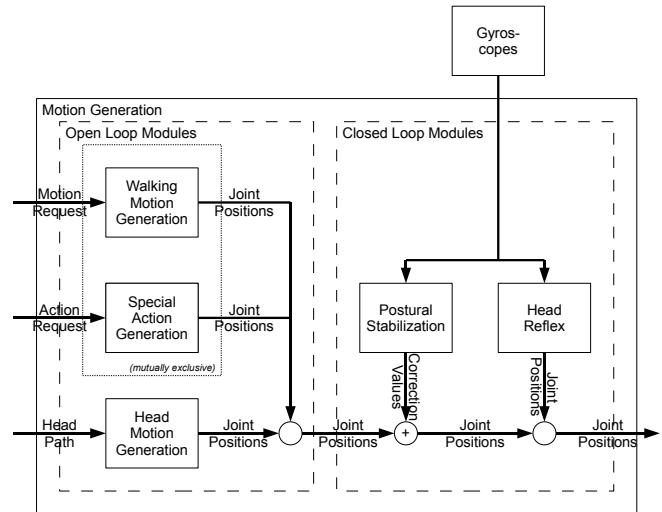 Gyros-
copes
Motion Generation
Open Loop Modules
Closed Loop Modules
Motion
Request
Walking
Motion
Generation
Joint
Positions
Action
Request
Special
Action
Generation
Joint
Positions
(mutually exclusive)
Postural
Stabilization
Head
Reflex
Correction
Values
Joint
Positions
Head
Path
Head
Motion
Generation
Joint
Positions
Joint
Positions
+
Joint
Positions
Joint
Positions